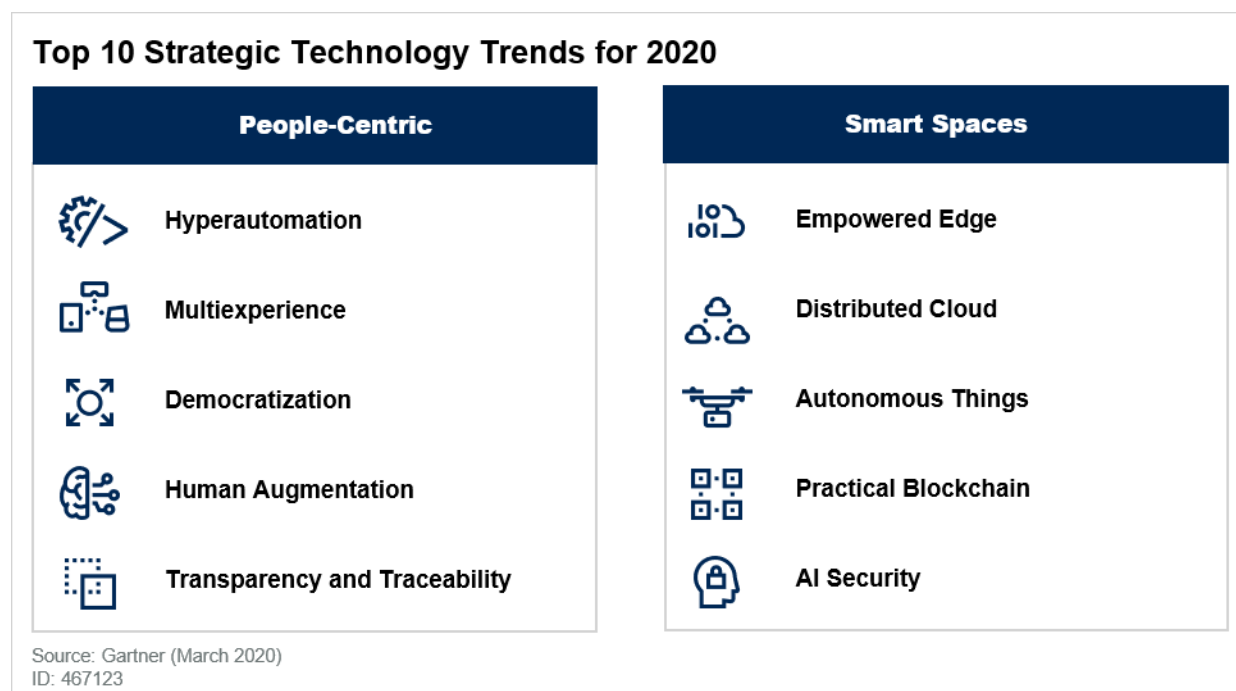 Top 10 Strategic Technology Trends for 2020
People-Centric
Hyperautomation
Multiexperience
Democratization
Human Augmentation
Transparency and Traceability
Smart Spaces
Empowered Edge
Distributed Cloud
Autonomous Things
Practical Blockchain
AI Security
Source: Gartner (March 2020)
ID: 467123